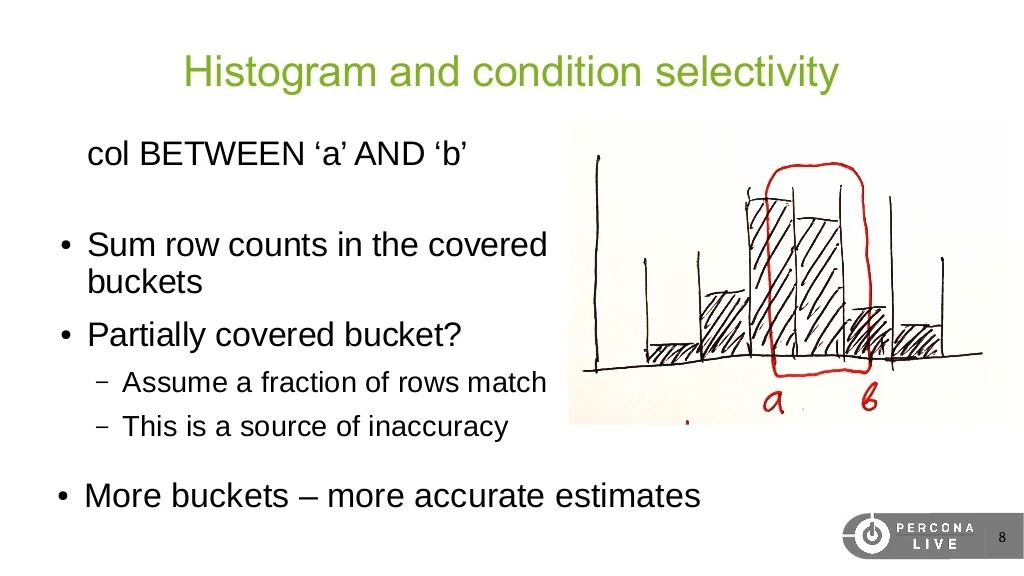 Histogram and condition selectivity
col BETWEEN ‘a’ AND ‘b’
• Sum row counts in the covered
buckets
• Partially covered bucket?
– Assume a fraction of rows match
– This is a source of inaccuracy
• More buckets – more accurate estimates
a
b
PERCONA
LIVE
8